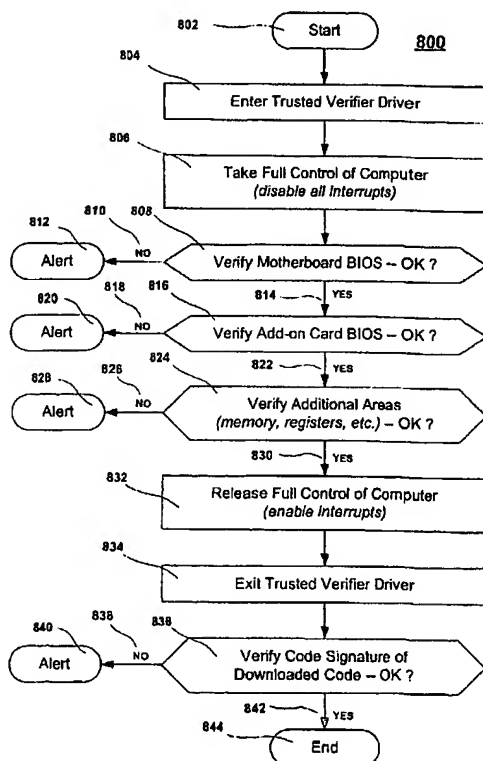 802
Start
800
804
Enter Trusted Verifier Driver
806
Take Full Control of Computer
(disable all Interrupts)
812
810
808
Alert
NO
Verify Motherboard BIOS – OK ?
814
YES
820
818
816
Alert
NO
Verify Add-on Card BIOS – OK ?
822
YES
828
826
824
Alert
NO
Verify Additional Areas
(memory, registers, etc.) – OK ?
830
YES
832
Release Full Control of Computer
(enable Interrupts)
834
Exit Trusted Verifier Driver
840
838
836
Alert
NO
Verify Code Signature of
Downloaded Code – OK ?
842
YES
844
End